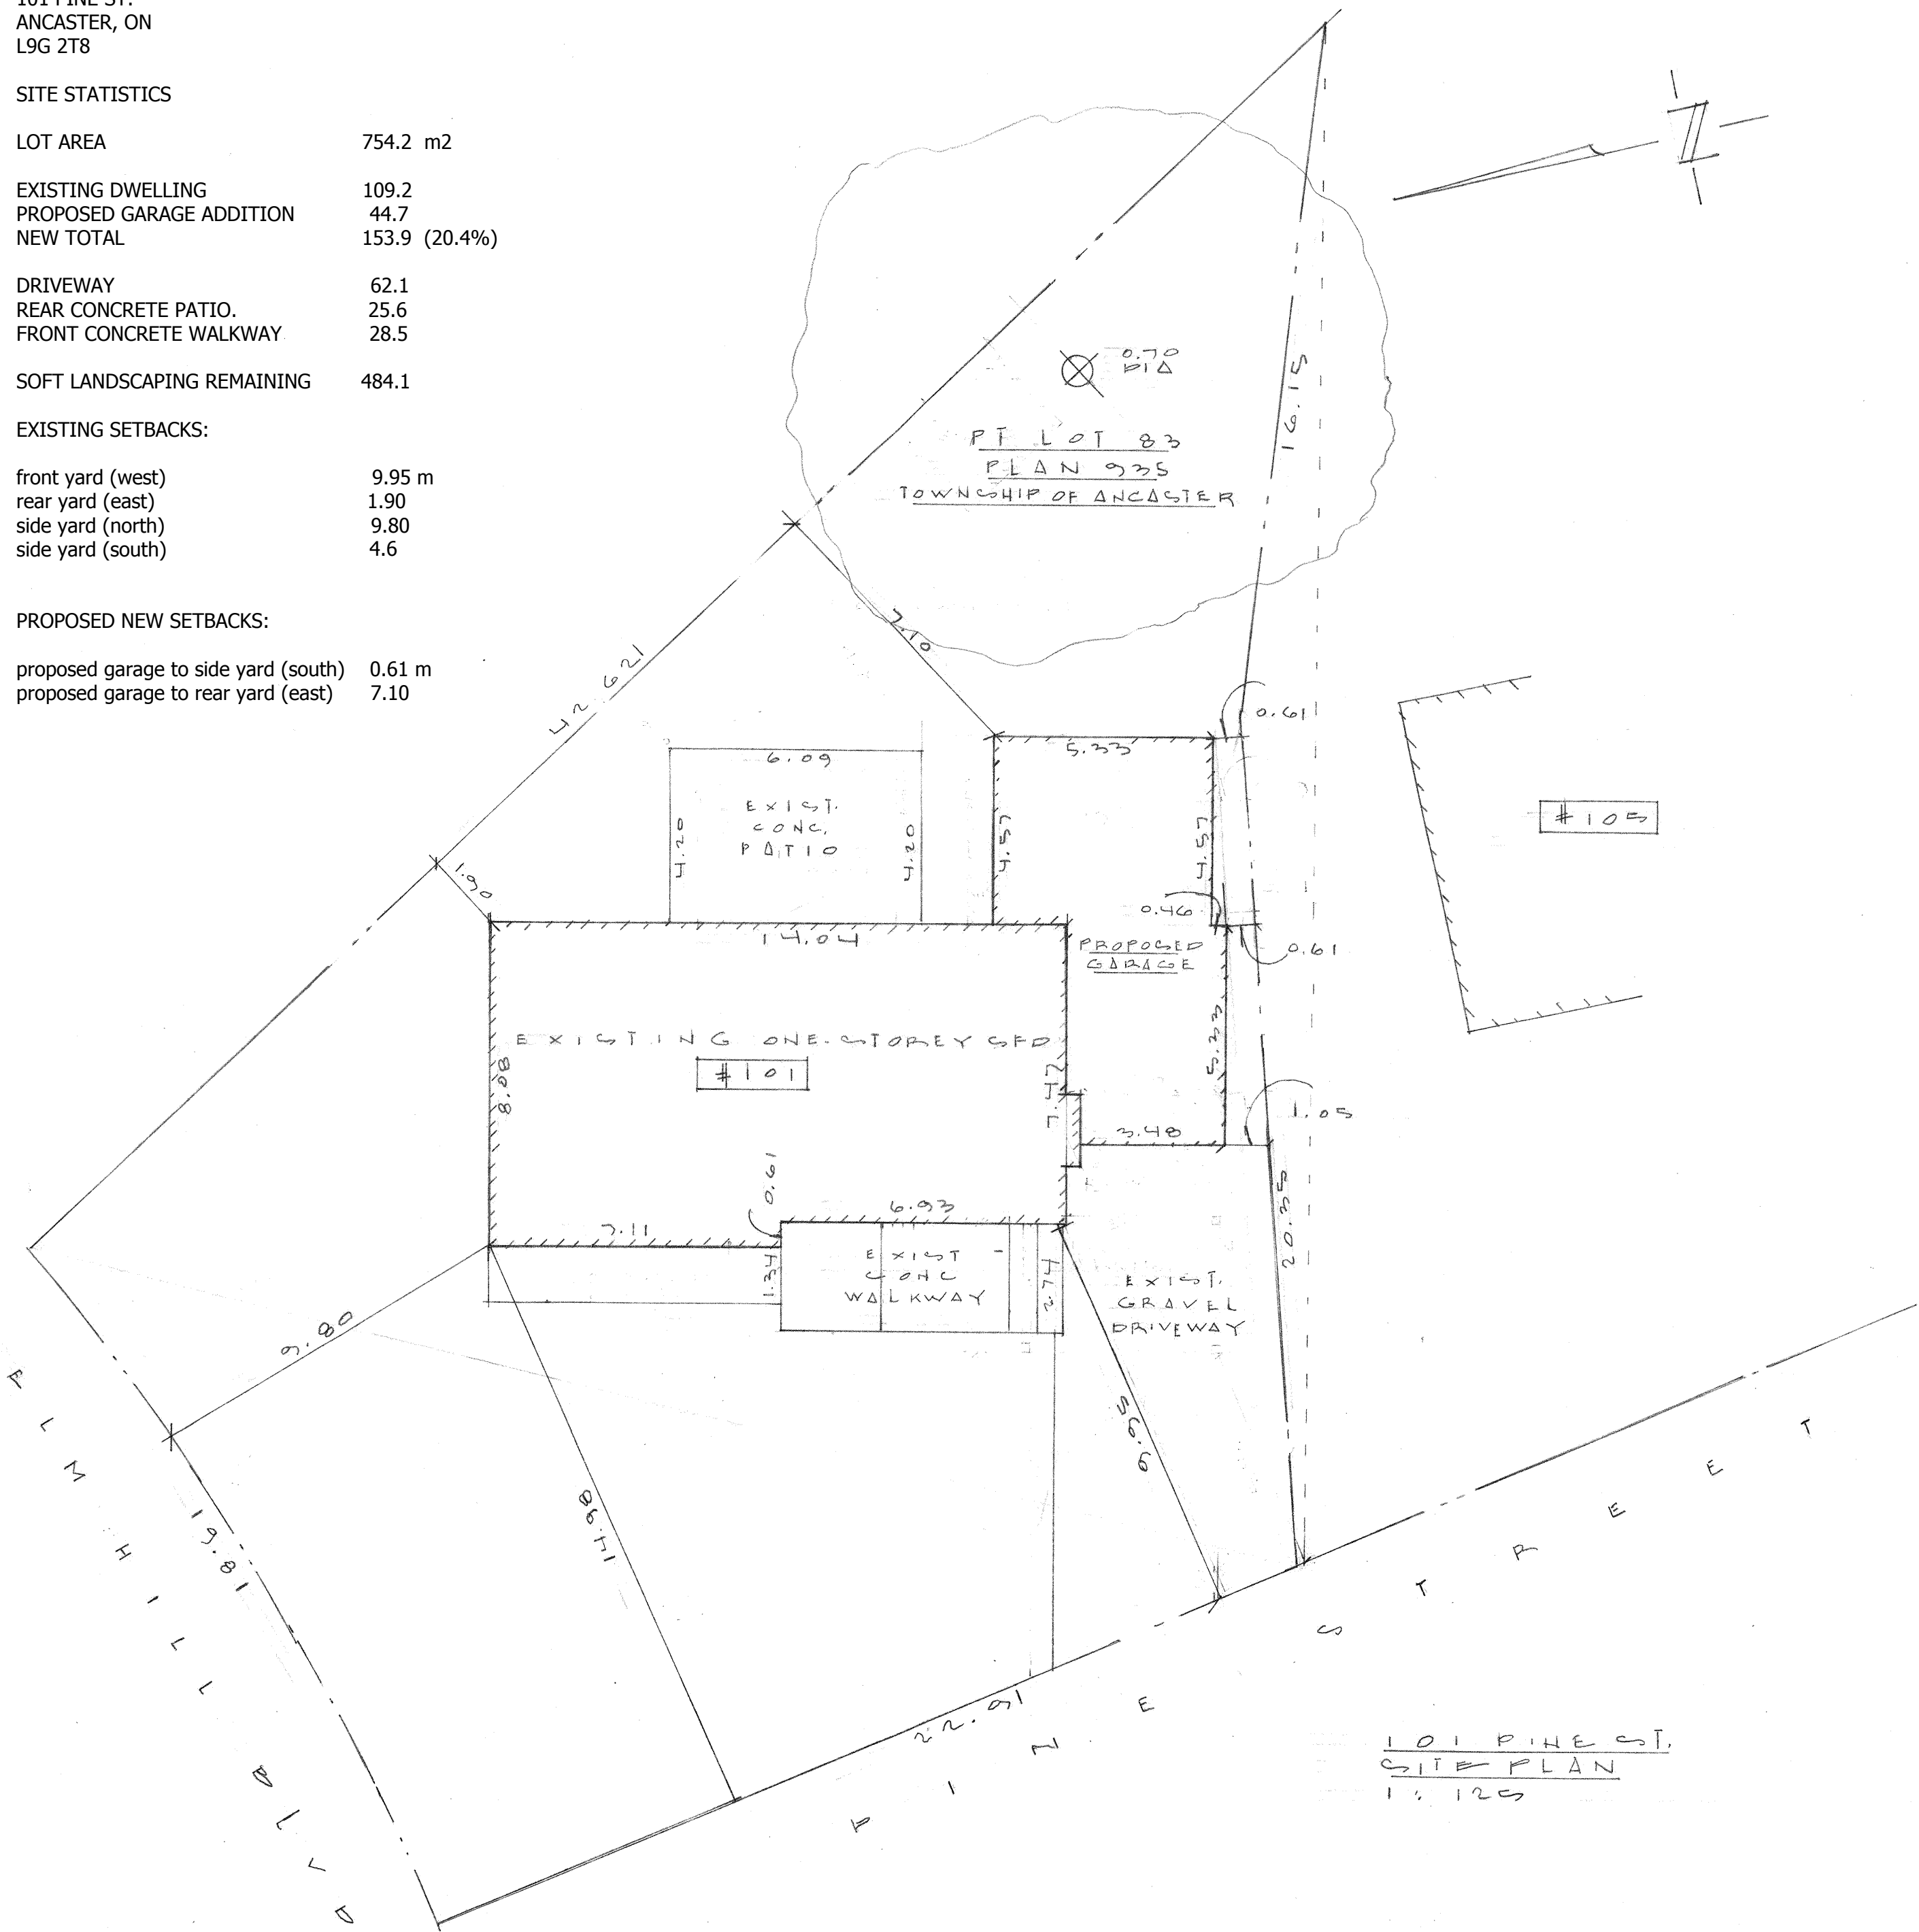 101 PINE ST.
ANCASTER, ON
L9G 2T8
SITE STATISTICS
LOT AREA 754.2 m2
EXISTING DWELLING 109.2
PROPOSED GARAGE ADDITION 44.7
NEW TOTAL 153.9 (20.4%)
DRIVEWAY 62.1
REAR CONCRETE PATIO. 25.6
FRONT CONCRETE WALKWAY 28.5
SOFT LANDSCAPING REMAINING 484.1
EXISTING SETBACKS:
front yard (west) 9.95 m
rear yard (east) 1.90
side yard (north) 9.80
side yard (south) 4.6
PROPOSED NEW SETBACKS:
proposed garage to side yard (south) 0.61 m
proposed garage to rear yard (east) 7.10
N
0.70
DIA
16.15
PT LOT 83
PLAN 935
TOWNSHIP OF ANCASTER
7.10
42.621
0.61
5.33
6.09
EXIST.
CONC.
PATIO
4.20
4.20
4.57
4.57
#105
1.90
0.46
14.04
PROPOSED
GARAGE
0.61
EXISTING ONE-STOREY SFD
#101
8.08
7.47
5.33
1.05
3.48
0.61
6.93
7.11
1.34
EXIST
CONC
WALKWAY
2.74
EXIST.
GRAVEL
DRIVEWAY
20.35
9.80
9.95
14.98
19.81
22.91
ELMHILL BLVD
PINE STREET
101 PINE ST.
SITE PLAN
1:125